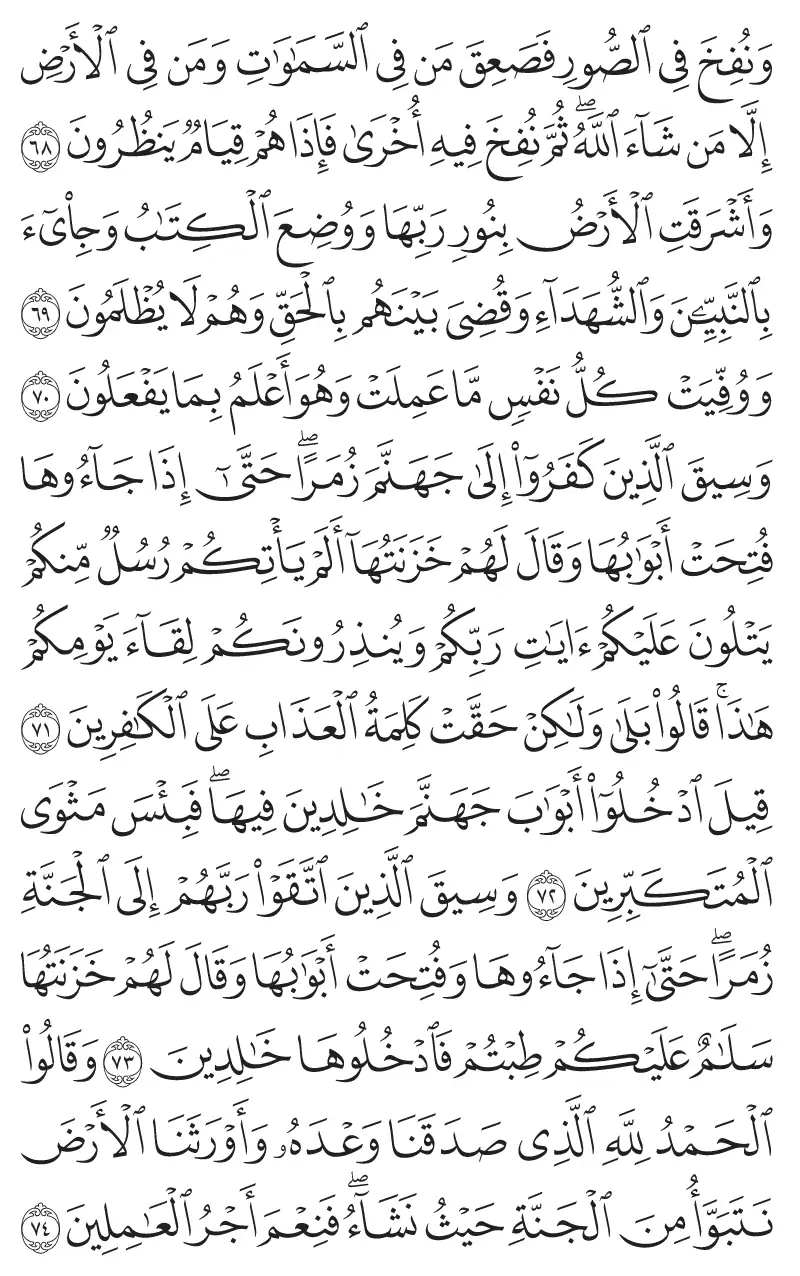 وَنُفِخَ فِى ٱلصُّورِ فَصَعِقَ مَن فِى ٱلسَّمَـٰوَٰتِ وَمَن فِى ٱلْأَرْضِ
إِلَّا مَن شَآءَ ٱللَّهُ ۖ ثُمَّ نُفِخَ فِيهِ أُخْرَىٰ فَإِذَا هُمْ قِيَامٌ يَنظُرُونَ ٦٨
وَأَشْرَقَتِ ٱلْأَرْضُ بِنُورِ رَبِّهَا وَوُضِعَ ٱلْكِتَـٰبُ وَجِا۟ىٓءَ
بِٱلنَّبِيِّـۧنَ وَٱلشُّهَدَآءِ وَقُضِىَ بَيْنَهُم بِٱلْحَقِّ وَهُمْ لَا يُظْلَمُونَ ٦٩
وَوُفِّيَتْ كُلُّ نَفْسٍ مَّا عَمِلَتْ وَهُوَ أَعْلَمُ بِمَا يَفْعَلُونَ ٧٠
وَسِيقَ ٱلَّذِينَ كَفَرُوٓا۟ إِلَىٰ جَهَنَّمَ زُمَرًا ۖ حَتَّىٰٓ إِذَا جَآءُوهَا
فُتِحَتْ أَبْوَٰبُهَا وَقَالَ لَهُمْ خَزَنَتُهَآ أَلَمْ يَأْتِكُمْ رُسُلٌ مِّنكُمْ
يَتْلُونَ عَلَيْكُمْ ءَايَـٰتِ رَبِّكُمْ وَيُنذِرُونَكُمْ لِقَآءَ يَوْمِكُمْ
هَـٰذَا ۚ قَالُوا۟ بَلَىٰ وَلَـٰكِنْ حَقَّتْ كَلِمَةُ ٱلْعَذَابِ عَلَى ٱلْكَـٰفِرِينَ ٧١
قِيلَ ٱدْخُلُوٓا۟ أَبْوَٰبَ جَهَنَّمَ خَـٰلِدِينَ فِيهَا ۖ فَبِئْسَ مَثْوَى
ٱلْمُتَكَبِّرِينَ ٧٢ وَسِيقَ ٱلَّذِينَ ٱتَّقَوْا۟ رَبَّهُمْ إِلَى ٱلْجَنَّةِ
زُمَرًا ۖ حَتَّىٰٓ إِذَا جَآءُوهَا وَفُتِحَتْ أَبْوَٰبُهَا وَقَالَ لَهُمْ خَزَنَتُهَا
سَلَـٰمٌ عَلَيْكُمْ طِبْتُمْ فَٱدْخُلُوهَا خَـٰلِدِينَ ٧٣ وَقَالُوا۟
ٱلْحَمْدُ لِلَّهِ ٱلَّذِى صَدَقَنَا وَعْدَهُۥ وَأَوْرَثَنَا ٱلْأَرْضَ
نَتَبَوَّأُ مِنَ ٱلْجَنَّةِ حَيْثُ نَشَآءُ ۖ فَنِعْمَ أَجْرُ ٱلْعَـٰمِلِينَ ٧٤